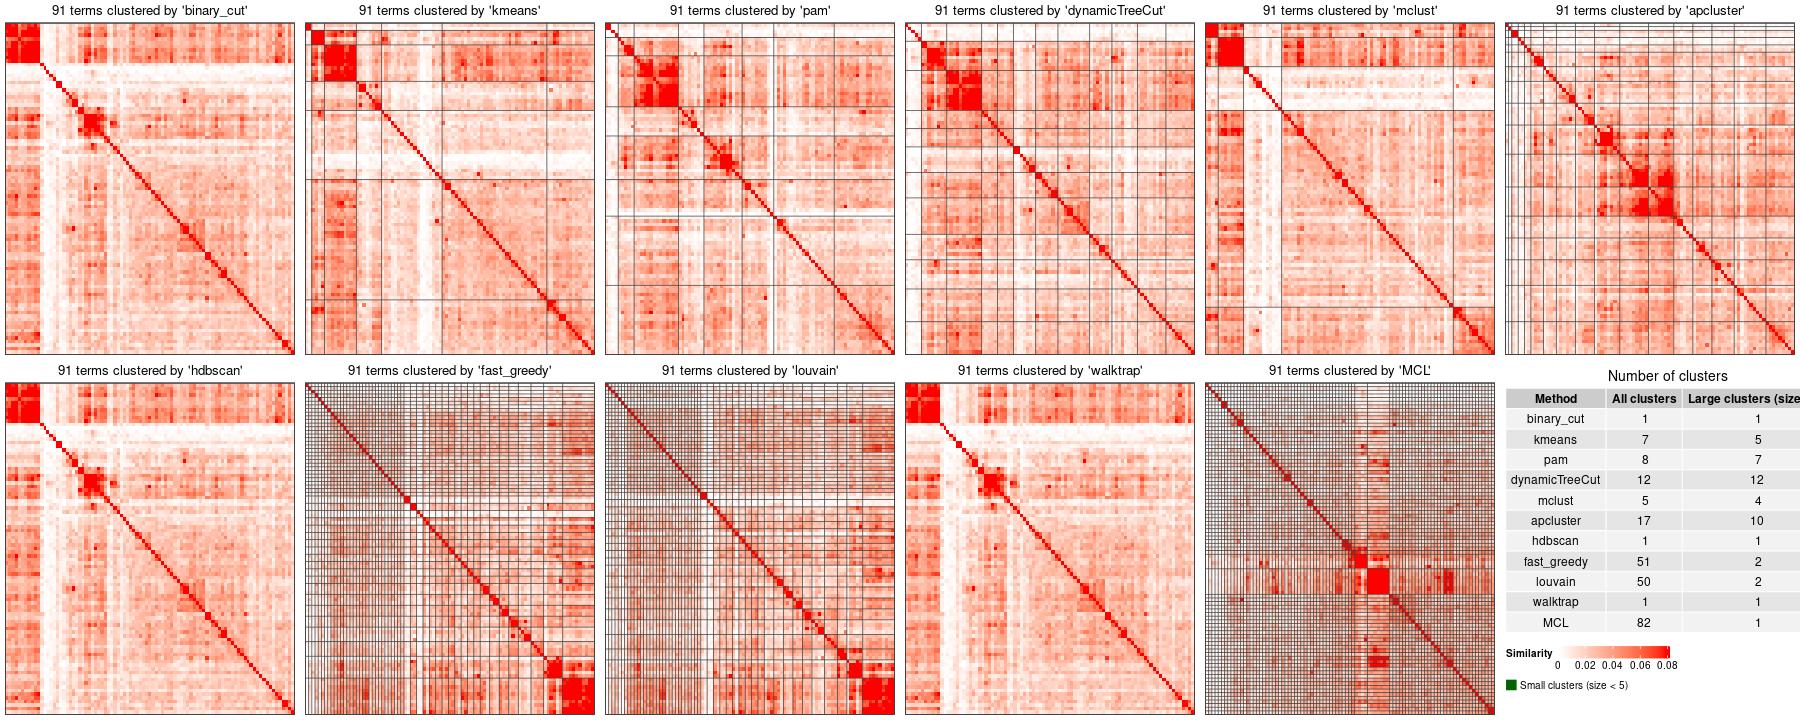 91 terms clustered by 'binary_cut'
91 terms clustered by 'kmeans'
91 terms clustered by 'pam'
91 terms clustered by 'dynamicTreeCut'
91 terms clustered by 'mclust'
91 terms clustered by 'apcluster'
91 terms clustered by 'hdbscan'
91 terms clustered by 'fast_greedy'
91 terms clustered by 'louvain'
91 terms clustered by 'walktrap'
91 terms clustered by 'MCL'
Number of clusters
Method All clusters Large clusters (size
binary_cut 1 1
kmeans 7 5
pam 8 7
dynamicTreeCut 12 12
mclust 5 4
apcluster 17 10
hdbscan 1 1
fast_greedy 51 2
louvain 50 2
walktrap 1 1
MCL 82 1
Similarity
0 0.02 0.04 0.06 0.08
Small clusters (size < 5)